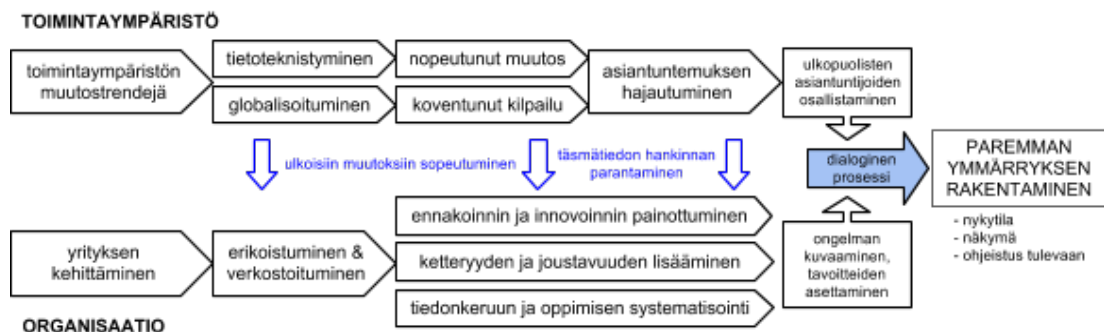 TOIMINTAYMPÄRISTÖ
toimintaympäristön
muutostrendejä
tietoteknistyminen
globalisoituminen
nopeutunut muutos
koventunut kilpailu
asiantuntemuksen
hajautuminen
ulkopuolisten
asiantuntijoiden
osallistaminen
ulkoisiin muutoksiin sopeutuminen
täsmätiedon hankinnan
parantaminen
dialoginen
prosessi
PAREMMAN
YMMÄRRYKSEN
RAKENTAMINEN
- nykytila
- näkymä
- ohjeistus tulevaan
yrityksen
kehittäminen
erikoistuminen &
verkostoituminen
ennakoinnin ja innovoinnin painottuminen
ketteryyden ja joustavuuden lisääminen
tiedonkeruun ja oppimisen systematisointi
ongelman
kuvaaminen,
tavoitteiden
asettaminen
ORGANISAATIO